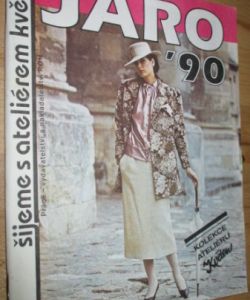 JARO
'90
šijeme s ateliérem kvě
KOLEKCE
ATELIERU